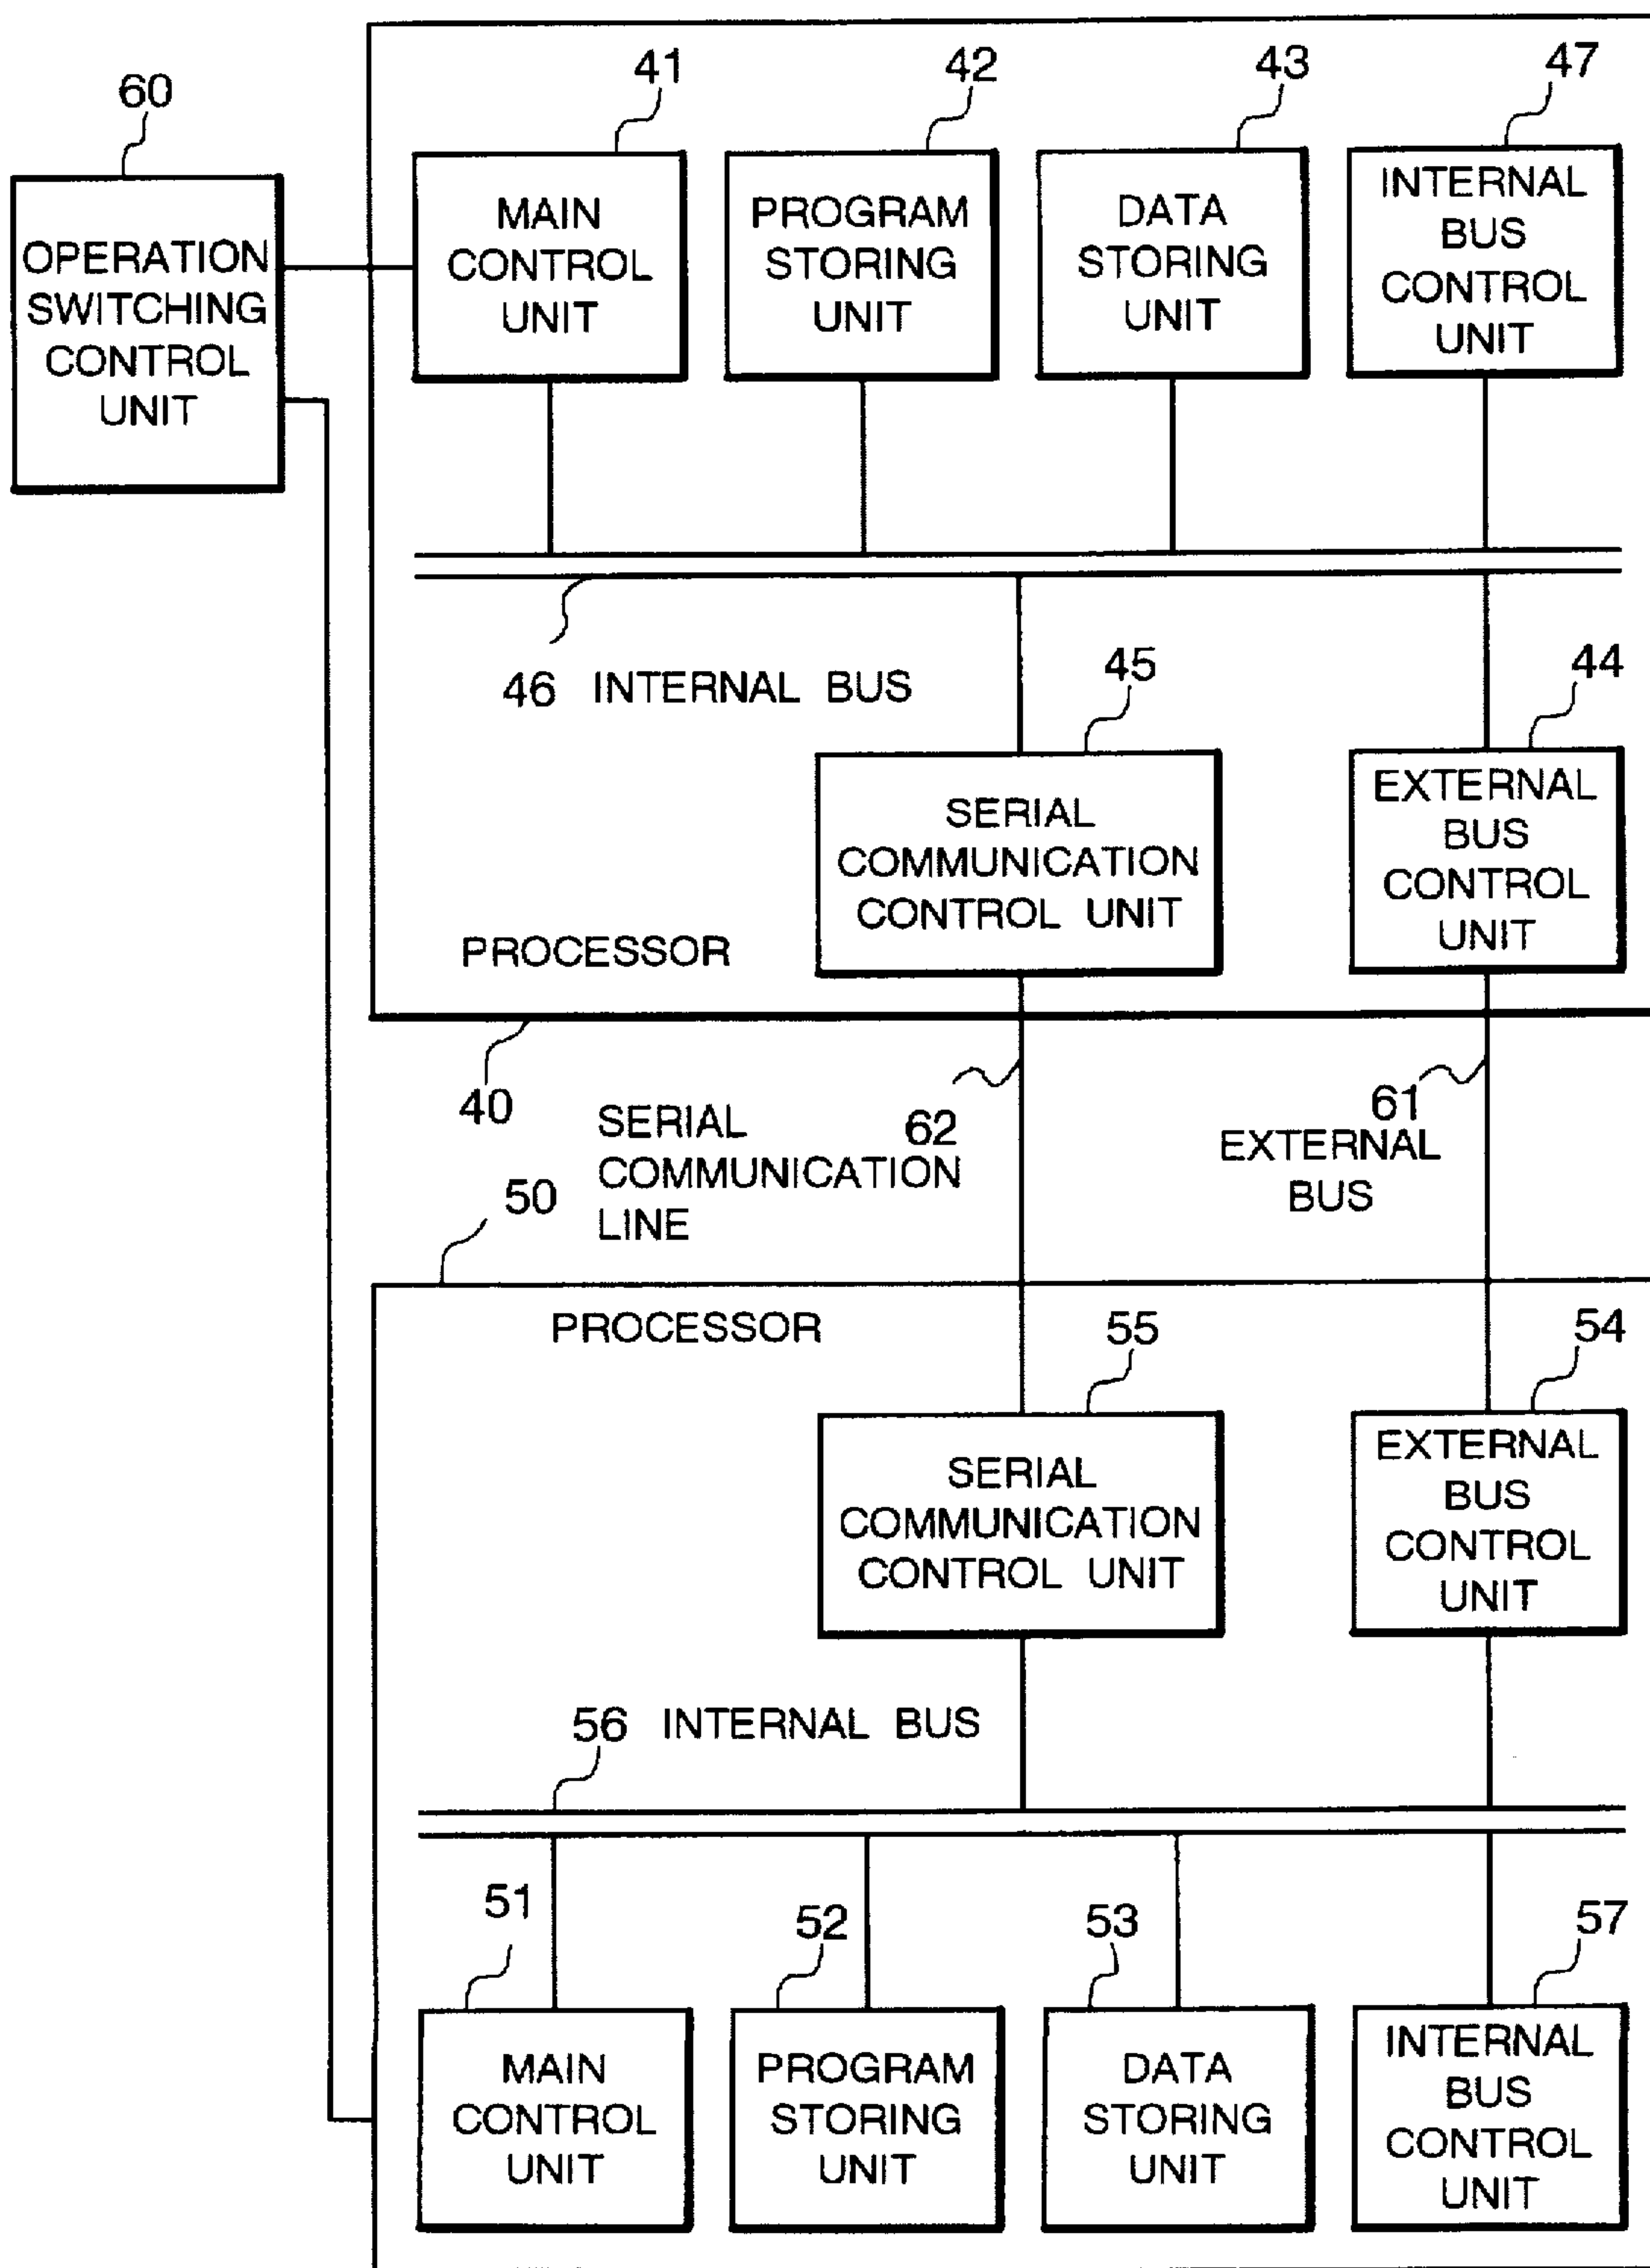 60
OPERATION
SWITCHING
CONTROL
UNIT
41
MAIN
CONTROL
UNIT
42
PROGRAM
STORING
UNIT
43
DATA
STORING
UNIT
47
INTERNAL
BUS
CONTROL
UNIT
46 INTERNAL BUS
45
SERIAL
COMMUNICATION
CONTROL UNIT
44
EXTERNAL
BUS
CONTROL
UNIT
PROCESSOR
40
SERIAL
COMMUNICATION
LINE
62
61
EXTERNAL
BUS
50
PROCESSOR
55
SERIAL
COMMUNICATION
CONTROL UNIT
54
EXTERNAL
BUS
CONTROL
UNIT
56 INTERNAL BUS
51
MAIN
CONTROL
UNIT
52
PROGRAM
STORING
UNIT
53
DATA
STORING
UNIT
57
INTERNAL
BUS
CONTROL
UNIT